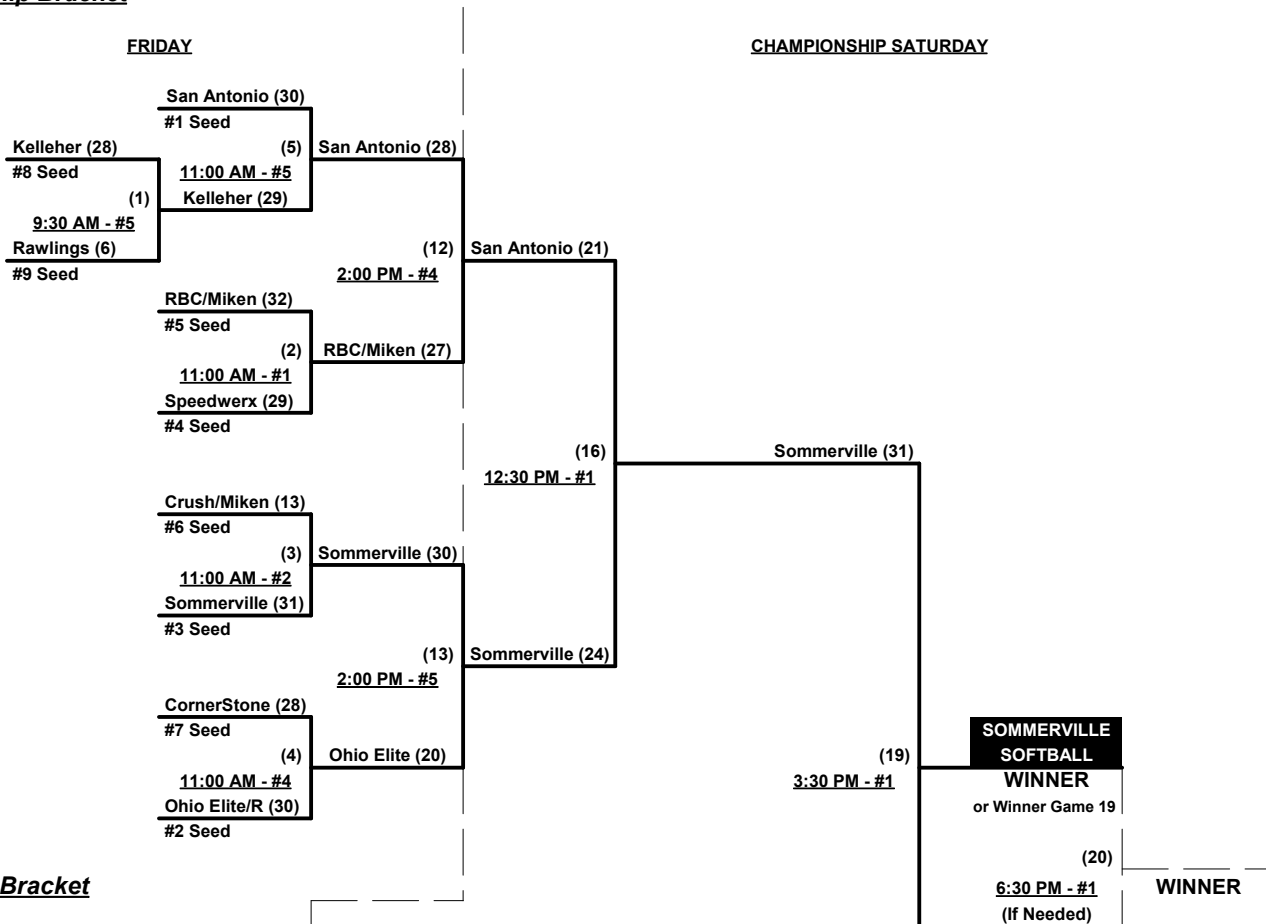 FRIDAY
CHAMPIONSHIP SATURDAY
San Antonio (30)
#1 Seed
Kelleher (28)
#8 Seed
(5)
11:00 AM - #5
San Antonio (28)
(1)
9:30 AM - #5
Kelleher (29)
Rawlings (6)
#9 Seed
(12)
2:00 PM - #4
San Antonio (21)
RBC/Miken (32)
#5 Seed
(2)
11:00 AM - #1
RBC/Miken (27)
Speedwerx (29)
#4 Seed
(16)
12:30 PM - #1
Sommerville (31)
Crush/Miken (13)
#6 Seed
(3)
11:00 AM - #2
Sommerville (30)
Sommerville (31)
#3 Seed
(13)
2:00 PM - #5
Sommerville (24)
CornerStone (28)
#7 Seed
(4)
11:00 AM - #4
Ohio Elite (20)
Ohio Elite/R (30)
#2 Seed
(19)
3:30 PM - #1
SOMMERVILLE
SOFTBALL
WINNER
or Winner Game 19
(20)
6:30 PM - #1
(If Needed)
WINNER
Bracket